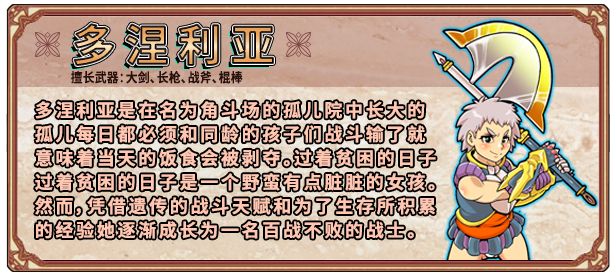 多涅利亚
擅长武器：大剑、长枪、战斧、棍棒
多涅利亚是在名为角斗场的孤儿院中长大的
孤儿每日都必须和同龄的孩子们战斗输了就
意味着当天的饭食会被剥夺。过着贫困的日子
过着贫困的日子是一个野蛮有点脏脏的女孩。
然而，凭借遗传的战斗天赋和为了生存所积累
的经验她逐渐成长为一名百战不败的战士。